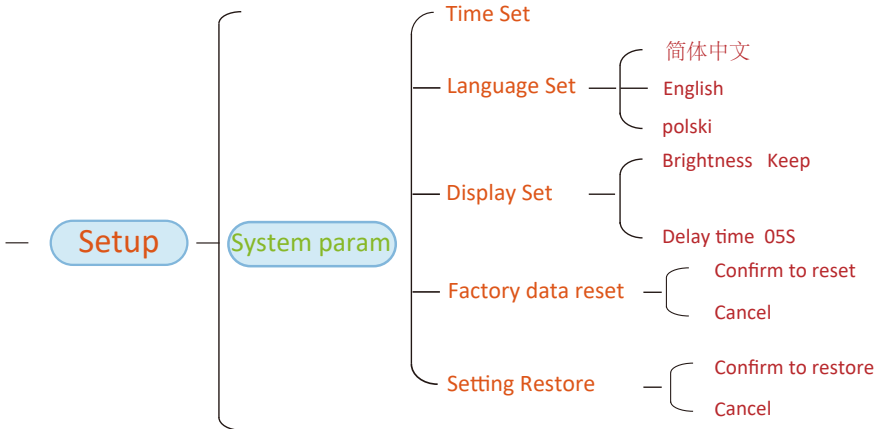 Setup
System param
Time Set
Language Set
简体中文
English
polski
Display Set
Brightness Keep
Delay time 05S
Factory data reset
Confirm to reset
Cancel
Setting Restore
Confirm to restore
Cancel